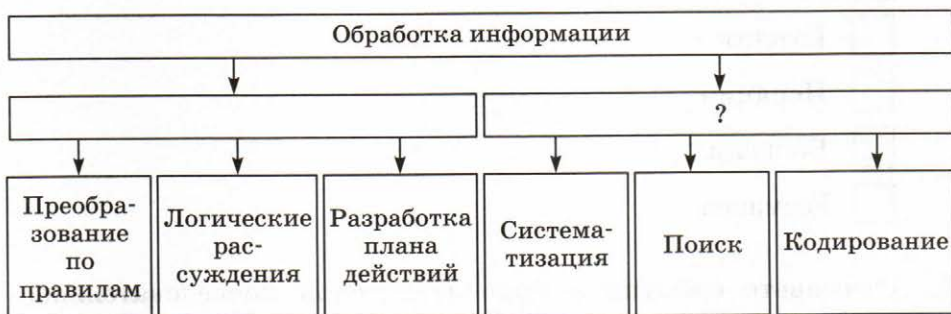 Обработка информации
?
Преобра-
зование
по
правилам
Логические
рас-
суждения
Разработка
плана
действий
Система-
тизация
Поиск
Кодирование